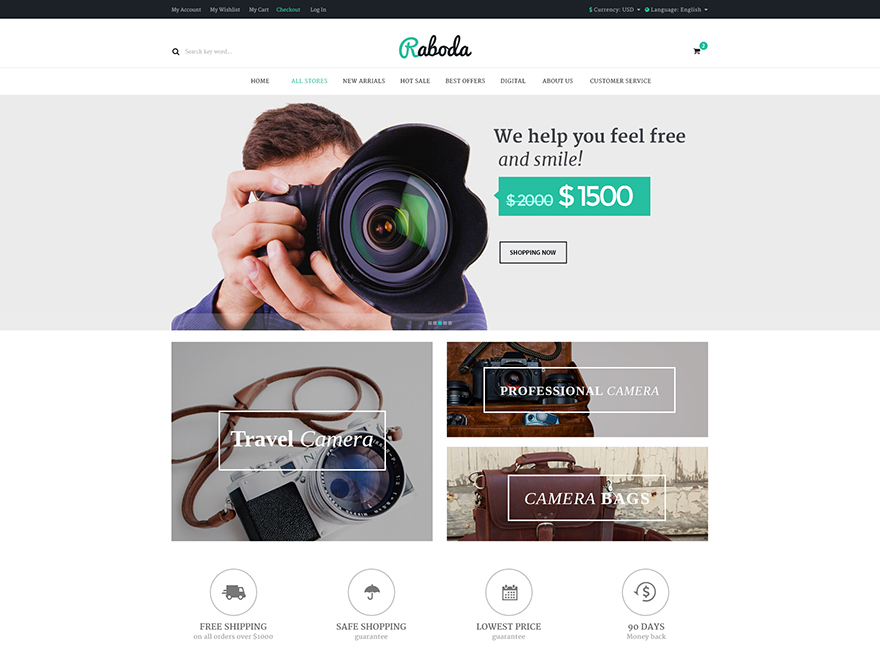 My Account My Wishlist My Cart Checkout Log In $ Currency: USD Language: English
Search key word...
Raboda
2
HOME ALL STORES NEW ARRIALS HOT SALE BEST OFFERS DIGITAL ABOUT US CUSTOMER SERVICE
We help you feel free
and smile!
$ 2000 $ 1500
SHOPPING NOW
Travel Camera
PROFESSIONAL CAMERA
CAMERA BAGS
FREE SHIPPING
on all orders over $1000
SAFE SHOPPING
guarantee
LOWEST PRICE
guarantee
90 DAYS
Money back